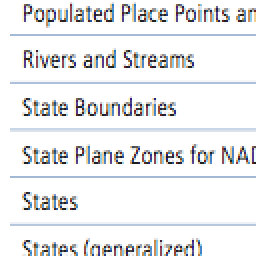 Populated Place Points an
Rivers and Streams
State Boundaries
State Plane Zones for NAD
States
States (generalized)